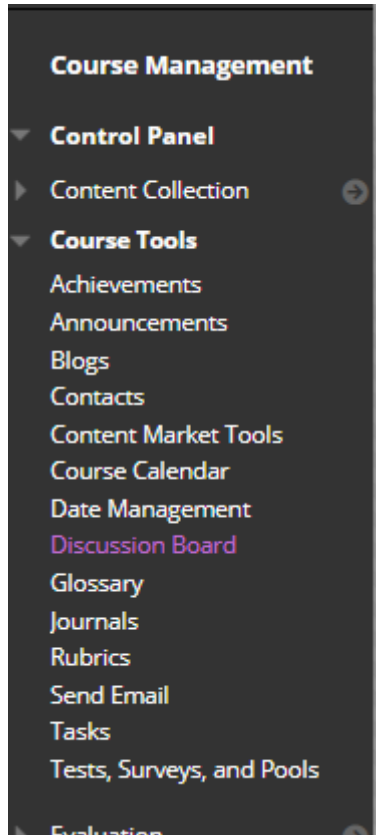 Course Management
Control Panel
Content Collection
Course Tools
Achievements
Announcements
Blogs
Contacts
Content Market Tools
Course Calendar
Date Management
Discussion Board
Glossary
Journals
Rubrics
Send Email
Tasks
Tests, Surveys, and Pools
Evaluation